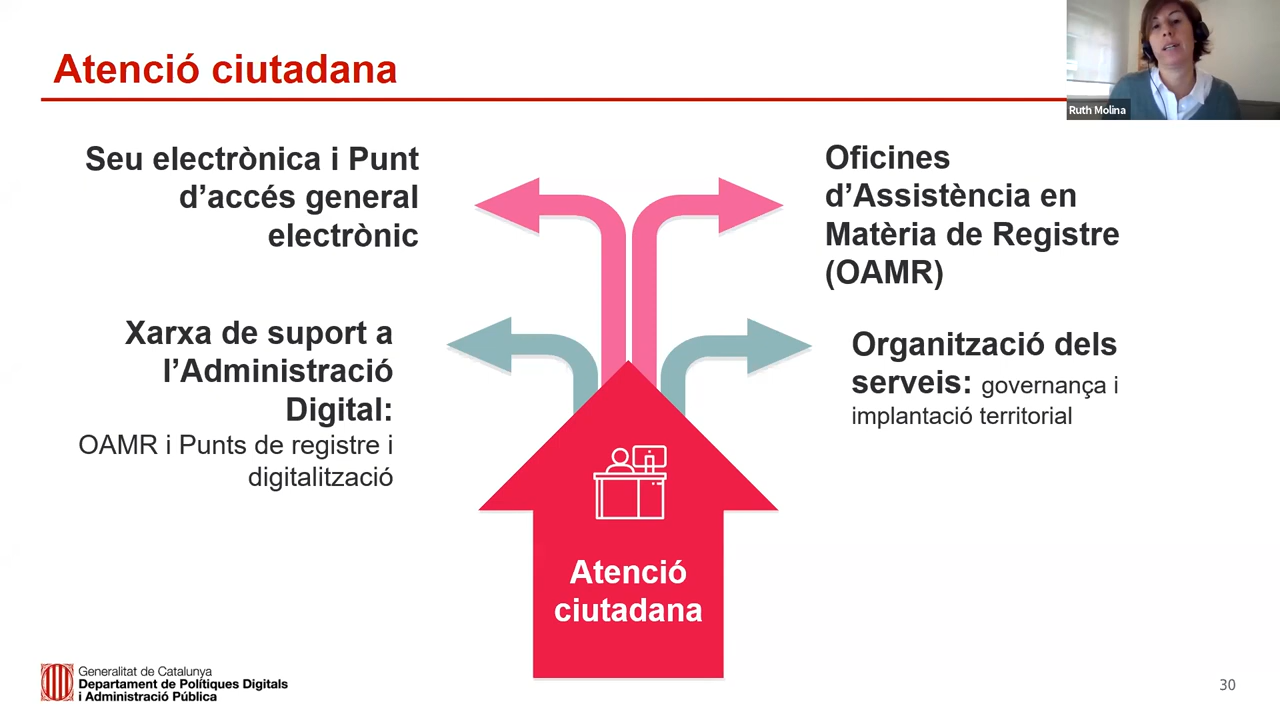 Atenció ciutadana
Ruth Molina
Seu electrònica i Punt
d’accés general
electrònic
Oficines
d’Assistència en
Matèria de Registre
(OAMR)
Xarxa de suport a
l’Administració
Digital:
OAMR i Punts de registre i
digitalització
Organització dels
serveis: governança i
implantació territorial
Atenció
ciutadana
Generalitat de Catalunya
Departament de Polítiques Digitals
i Administració Pública
30